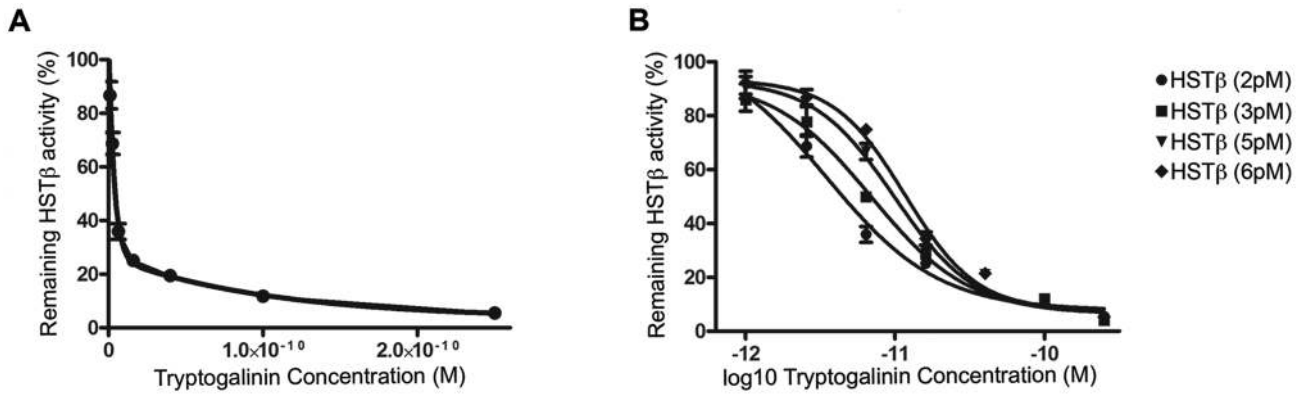 A
Remaining HSTβ activity (%)
100
80
60
40
20
0
0
1.0×10⁻¹⁰
2.0×10⁻¹⁰
Tryptogalinin Concentration (M)
B
Remaining HSTβ activity (%)
100
80
60
40
20
0
-12
-11
-10
log10 Tryptogalinin Concentration (M)
HSTβ (2pM)
HSTβ (3pM)
HSTβ (5pM)
HSTβ (6pM)